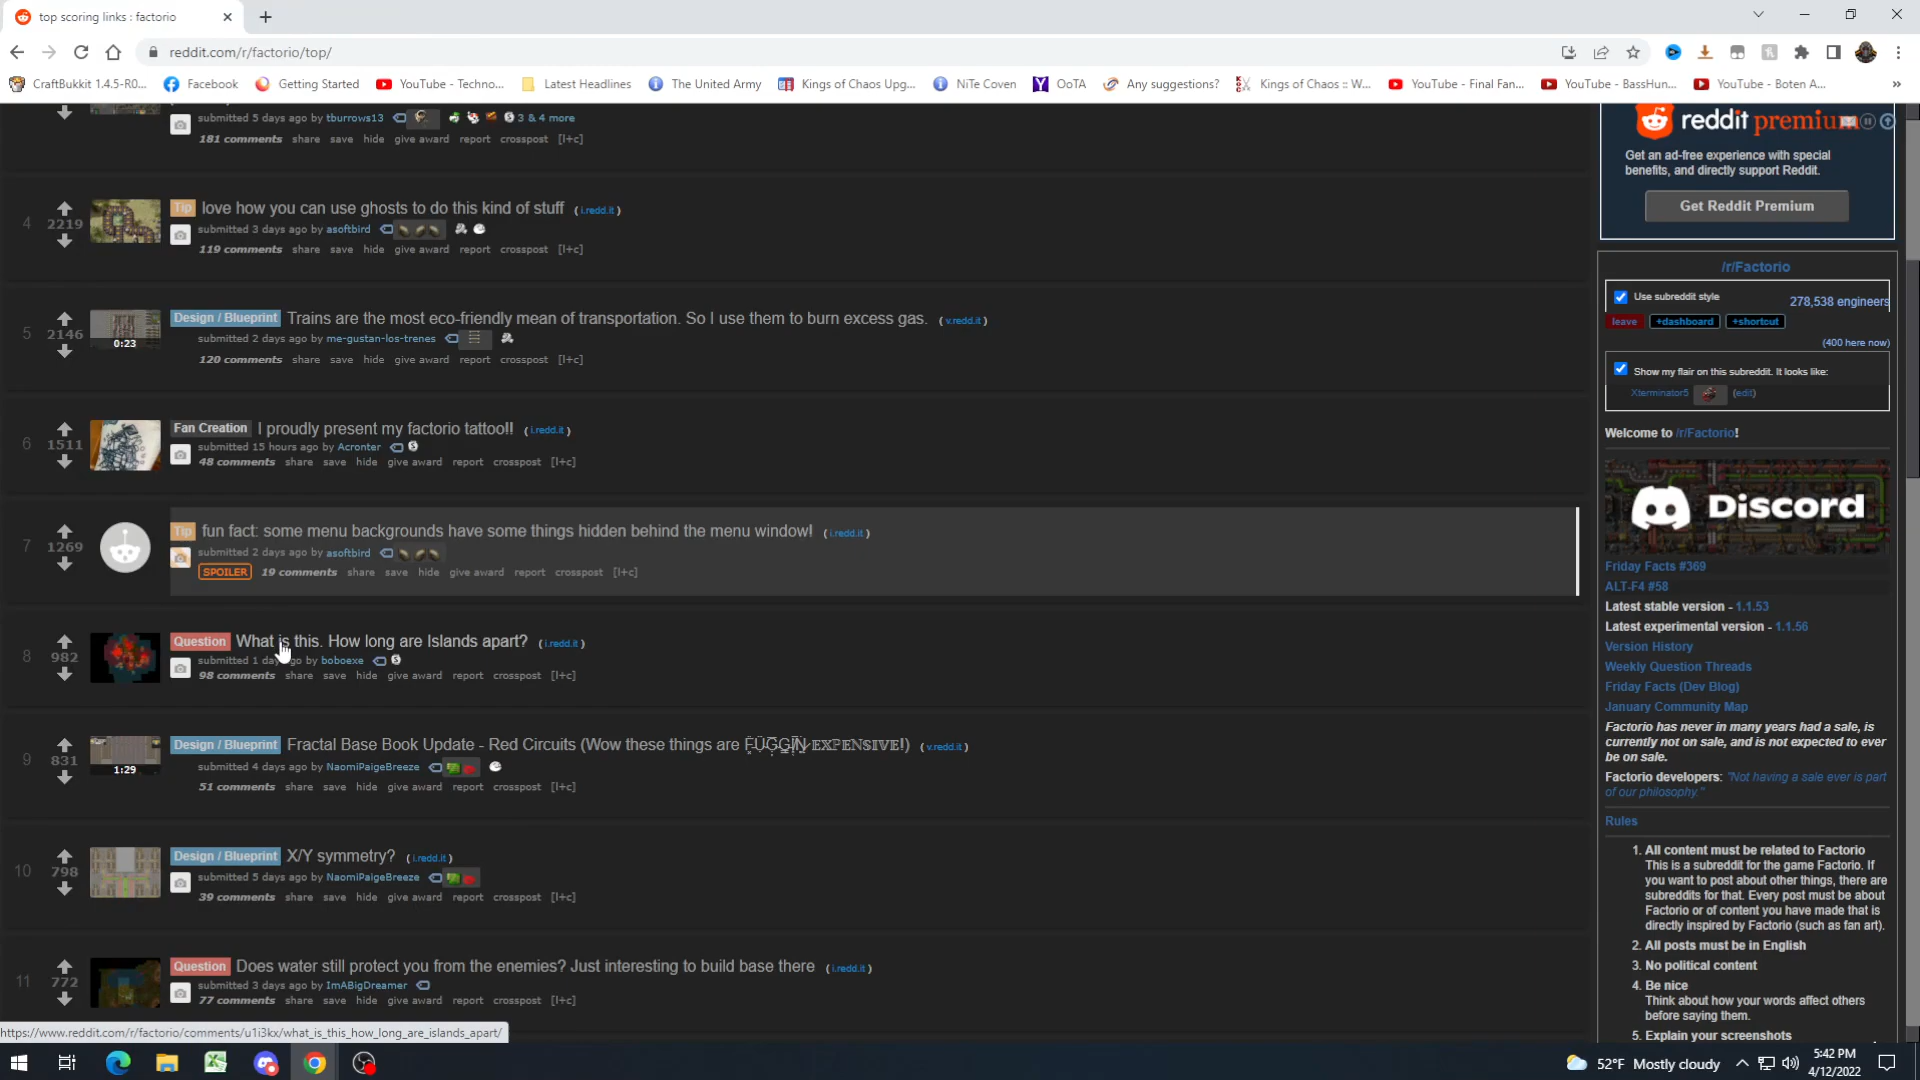 top scoring links : factorio
reddit.com/r/factorio/top/
CraftBukkit 1.4.5-R0...
Facebook
Getting Started
YouTube - Techno...
Latest Headlines
The United Army
Kings of Chaos Upg...
NiTe Coven
OoTA
Any suggestions?
Kings of Chaos :: W...
YouTube - Final Fan...
YouTube - BassHun...
YouTube - Boten A...
»
submitted 5 days ago by tburrows13 3 & 4 more
181 comments share save hide give award report crosspost [l+c]
4
2219
Tip love how you can use ghosts to do this kind of stuff (i.redd.it)
submitted 3 days ago by asoftbird
119 comments share save hide give award report crosspost [l+c]
5
2146
0:23
Design / Blueprint Trains are the most eco-friendly mean of transportation. So I use them to burn excess gas. (v.redd.it)
submitted 2 days ago by me-gustan-los-trenes
120 comments share save hide give award report crosspost [l+c]
6
1511
Fan Creation I proudly present my factorio tattoo!! (i.redd.it)
submitted 15 hours ago by Acronter
48 comments share save hide give award report crosspost [l+c]
7
1269
Tip fun fact: some menu backgrounds have some things hidden behind the menu window! (i.redd.it)
submitted 2 days ago by asoftbird
SPOILER 19 comments share save hide give award report crosspost [l+c]
8
982
Question What is this. How long are Islands apart? (i.redd.it)
submitted 1 day ago by boboexe
98 comments share save hide give award report crosspost [l+c]
9
831
1:29
Design / Blueprint Fractal Base Book Update - Red Circuits (Wow these things are 𝔼𝕏ℙ𝔼ℕ𝕊𝕀𝕍𝔼!) (v.redd.it)
submitted 4 days ago by NaomiPaigeBreeze
51 comments share save hide give award report crosspost [l+c]
10
798
Design / Blueprint X/Y symmetry? (i.redd.it)
submitted 5 days ago by NaomiPaigeBreeze
39 comments share save hide give award report crosspost [l+c]
11
772
Question Does water still protect you from the enemies? Just interesting to build base there (i.redd.it)
submitted 3 days ago by ImABigDreamer
77 comments share save hide give award report crosspost [l+c]
https://www.reddit.com/r/factorio/comments/u1i3kx/what_is_this_how_long_are_islands_apart/
reddit premium
Get an ad-free experience with special
benefits, and directly support Reddit.
Get Reddit Premium
/r/Factorio
Use subreddit style
278,538 engineers
leave +dashboard +shortcut
(400 here now)
Show my flair on this subreddit. It looks like:
Xterminator5 (edit)
Welcome to /r/Factorio!
Discord
Friday Facts #369
ALT-F4 #58
Latest stable version - 1.1.53
Latest experimental version - 1.1.56
Version History
Weekly Question Threads
Friday Facts (Dev Blog)
January Community Map
Factorio has never in many years had a sale, is
currently not on sale, and is not expected to ever
be on sale.
Factorio developers: "Not having a sale ever is part
of our philosophy."
Rules
1. All content must be related to Factorio
This is a subreddit for the game Factorio. If
you want to post about other things, there are
subreddits for that. Every post must be about
Factorio or of content you have made that is
directly inspired by Factorio (such as fan art).
2. All posts must be in English
3. No political content
4. Be nice
Think about how your words affect others
before saying them.
5. Explain your screenshots
52°F Mostly cloudy
5:42 PM
4/12/2022